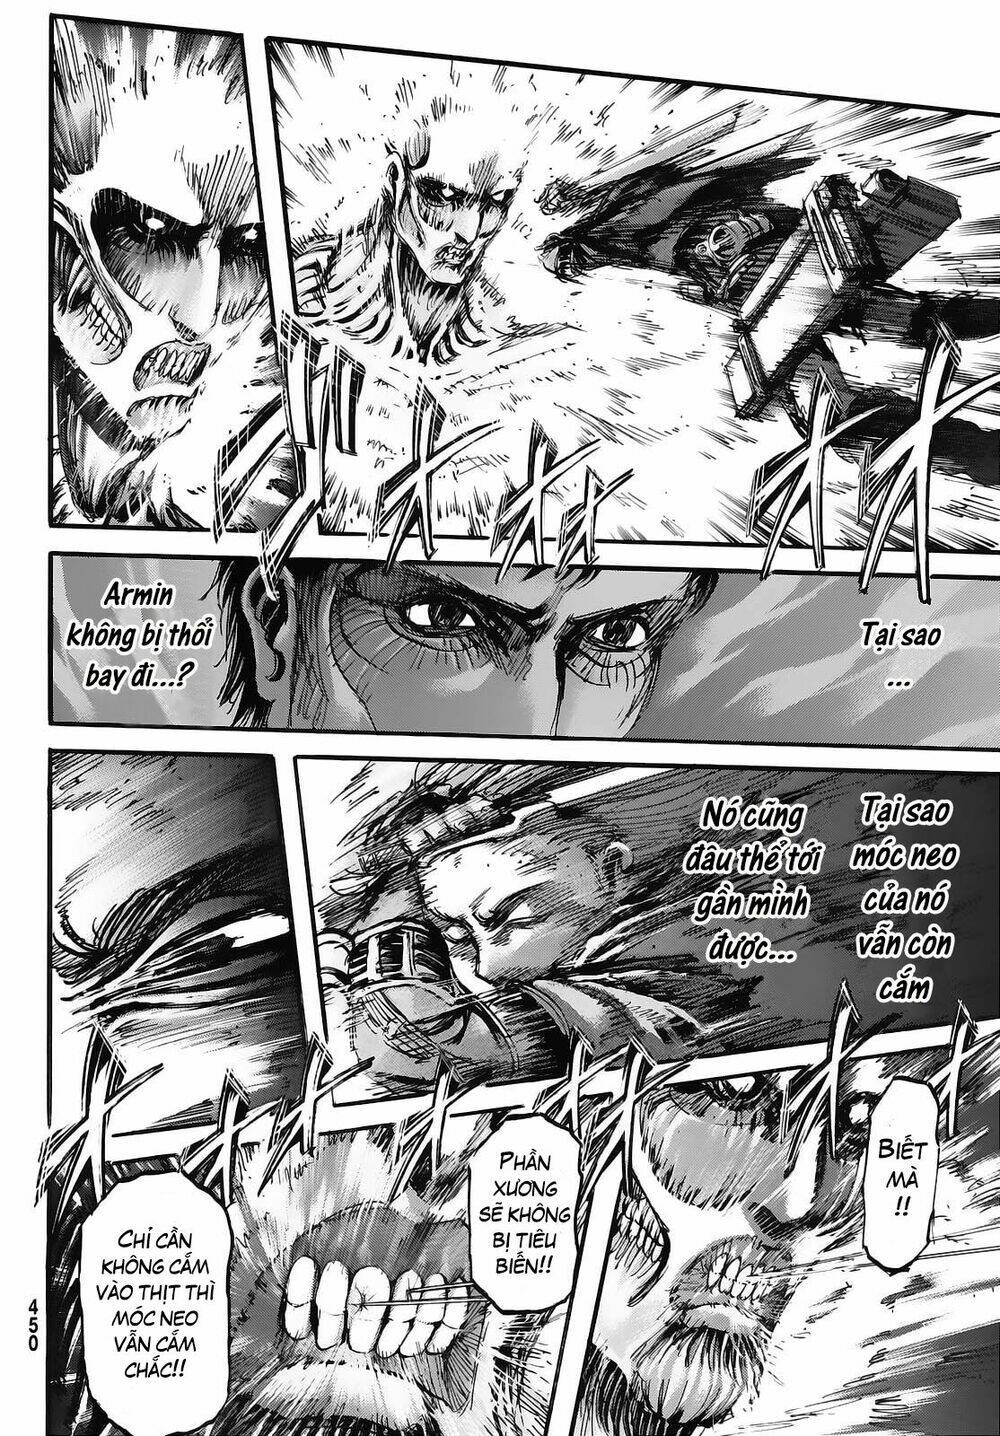 Tại sao
...
Armin
không bị thổi
bay đi...?
Tại sao
móc neo
của nó
vẫn còn
cắm
Nó cũng
đâu thể tới
gần mình
được...
BIẾT
MÀ
!!
PHẦN
XƯƠNG
SẼ KHÔNG
BỊ TIÊU
BIẾN!!
CHỈ CẦN
KHÔNG CẮM
VÀO THỊT THÌ
MÓC NEO
VẪN CẮM
CHẮC!!
450